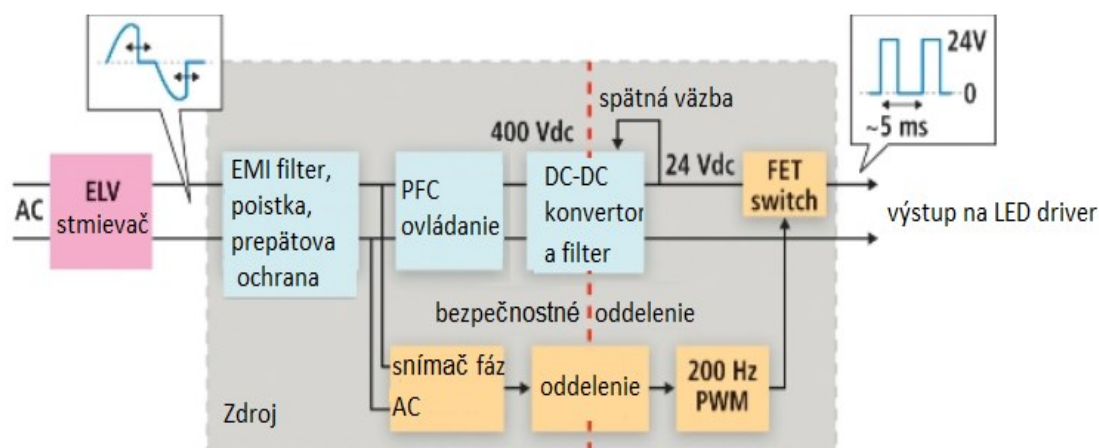 24V
0
~5 ms
spätná väzba
400 Vdc
24 Vdc
AC
ELV
stmievač
EMI filter,
poistka,
prepätova
ochrana
PFC
ovládanie
DC-DC
konvertor
a filter
FET
switch
výstup na LED driver
bezpečnostné oddelenie
snímač fáz
AC
oddelenie
200 Hz
PWM
Zdroj